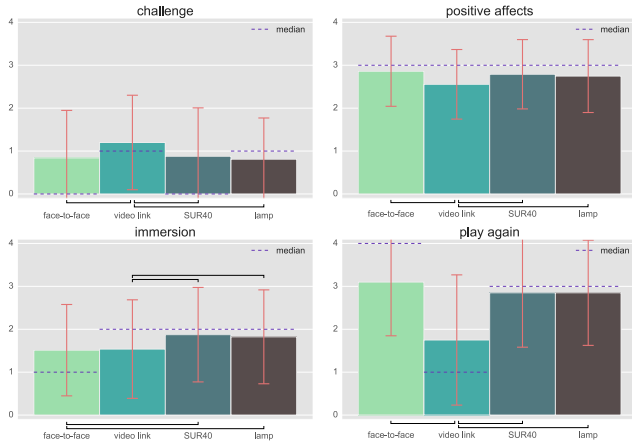 challenge
4
3
2
1
0
median
face-to-face
video link
SUR40
lamp
positive affects
4
3
2
1
0
median
face-to-face
video link
SUR40
lamp
immersion
4
3
2
1
0
median
face-to-face
video link
SUR40
lamp
play again
4
3
2
1
0
median
face-to-face
video link
SUR40
lamp